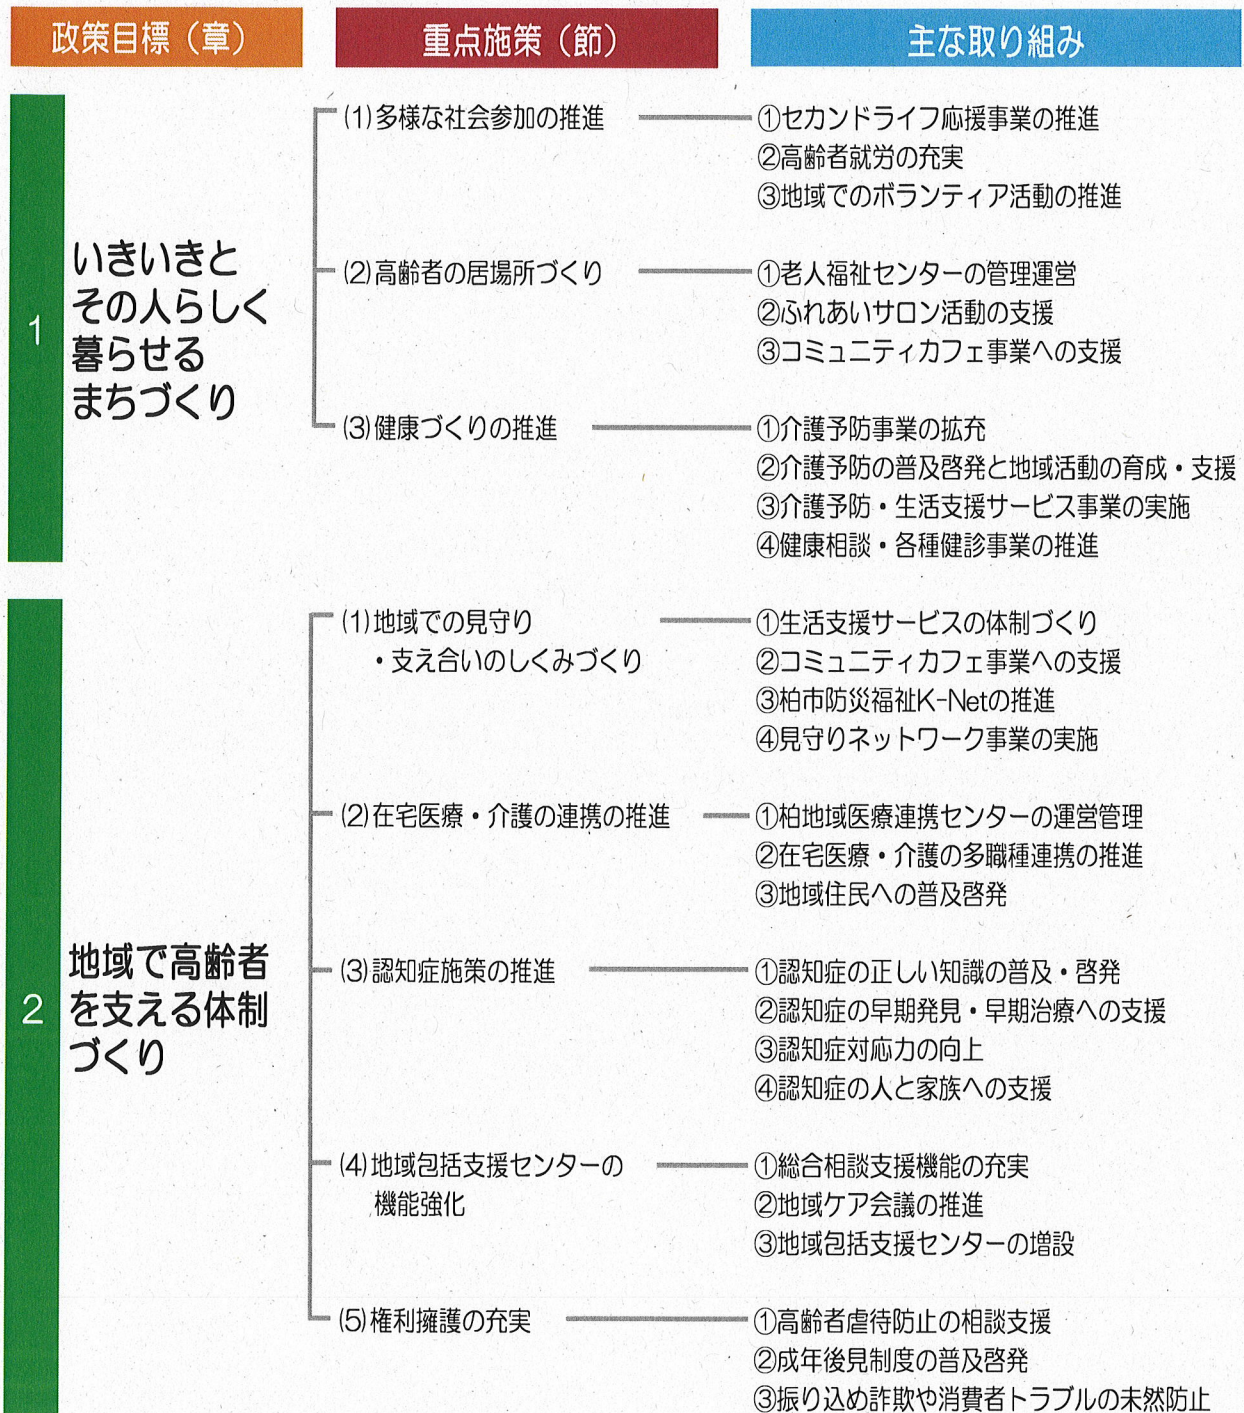 政策目標（章）
重点施策（節）
主な取り組み
1
いきいきと
その人らしく
暮らせる
まちづくり
(1)多様な社会参加の推進
①セカンドライフ応援事業の推進
②高齢者就労の充実
③地域でのボランティア活動の推進
(2)高齢者の居場所づくり
①老人福祉センターの管理運営
②ふれあいサロン活動の支援
③コミュニティカフェ事業への支援
(3)健康づくりの推進
①介護予防事業の拡充
②介護予防の普及啓発と地域活動の育成・支援
③介護予防・生活支援サービス事業の実施
④健康相談・各種健診事業の推進
2
地域で高齢者
を支える体制
づくり
(1)地域での見守り
・支え合いのしくみづくり
①生活支援サービスの体制づくり
②コミュニティカフェ事業への支援
③柏市防災福祉K-Netの推進
④見守りネットワーク事業の実施
(2)在宅医療・介護の連携の推進
①柏地域医療連携センターの運営管理
②在宅医療・介護の多職種連携の推進
③地域住民への普及啓発
(3)認知症施策の推進
①認知症の正しい知識の普及・啓発
②認知症の早期発見・早期治療への支援
③認知症対応力の向上
④認知症の人と家族への支援
(4)地域包括支援センターの
機能強化
①総合相談支援機能の充実
②地域ケア会議の推進
③地域包括支援センターの増設
(5)権利擁護の充実
①高齢者虐待防止の相談支援
②成年後見制度の普及啓発
③振り込め詐欺や消費者トラブルの未然防止